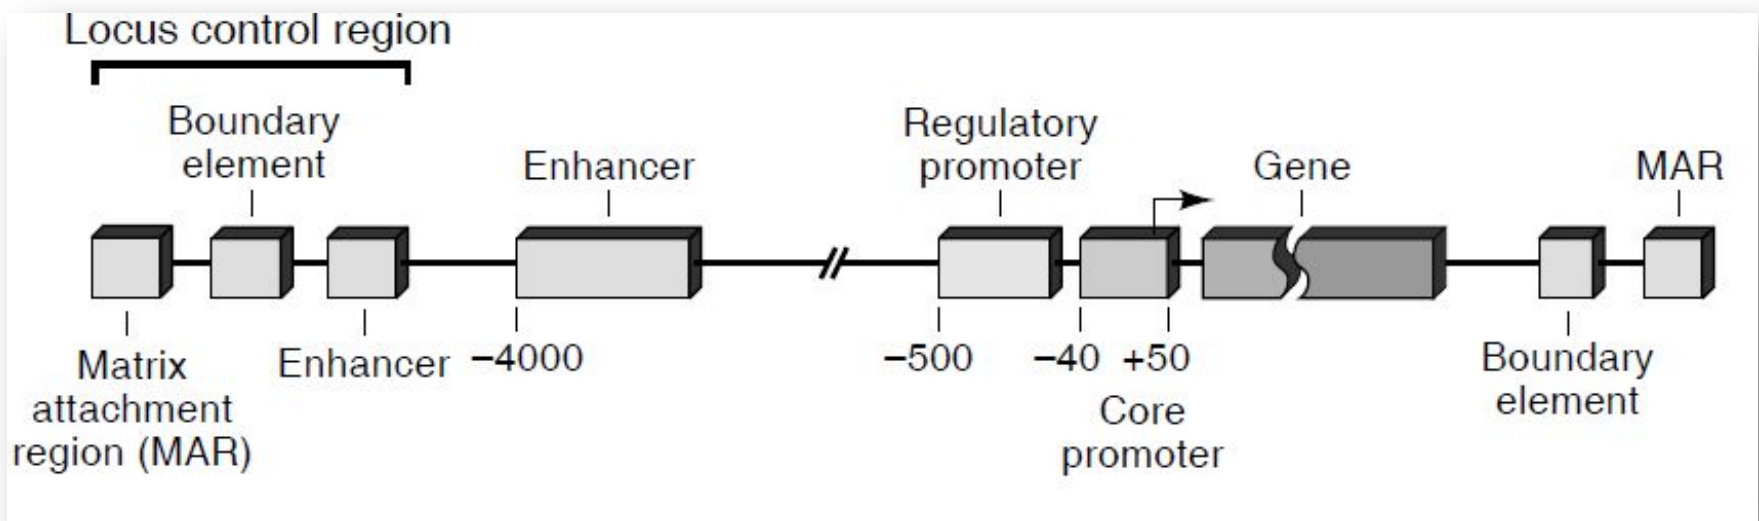 Locus control region
Boundary
element
Enhancer
Regulatory
promoter
Gene
MAR
Matrix
attachment
region (MAR)
Enhancer
–4000
–500
–40
+50
Core
promoter
Boundary
element